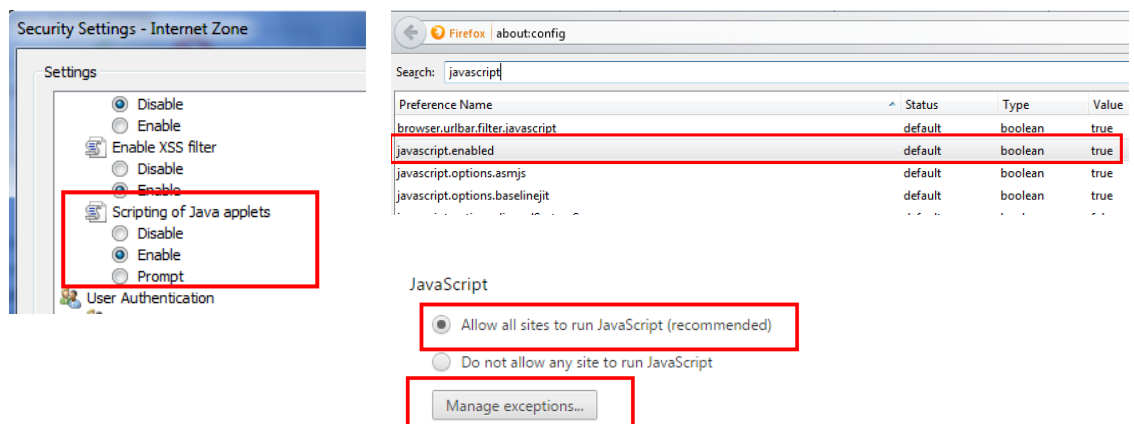 Security Settings - Internet Zone
Settings
Disable
Enable
Enable XSS filter
Disable
Enable
Scripting of Java applets
Disable
Enable
Prompt
User Authentication
Firefox about:config
Search: javascript
Preference Name Status Type Value
browser.urlbar.filter.javascript default boolean true
javascript.enabled default boolean true
javascript.options.asmjs default boolean true
javascript.options.baselinejit default boolean true
JavaScript
Allow all sites to run JavaScript (recommended)
Do not allow any site to run JavaScript
Manage exceptions...